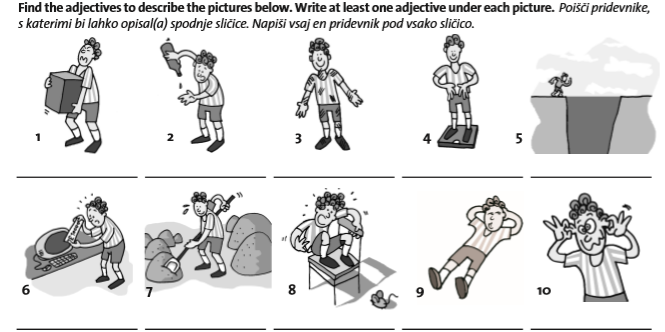 Find the adjectives to describe the pictures below. Write at least one adjective under each picture. Poišči pridevnike,
s katerimi bi lahko opisal(a) spodnje sličice. Napiši vsaj en pridevnik pod vsako sličico.
1 2 3 4 5
6 7 8 9 10